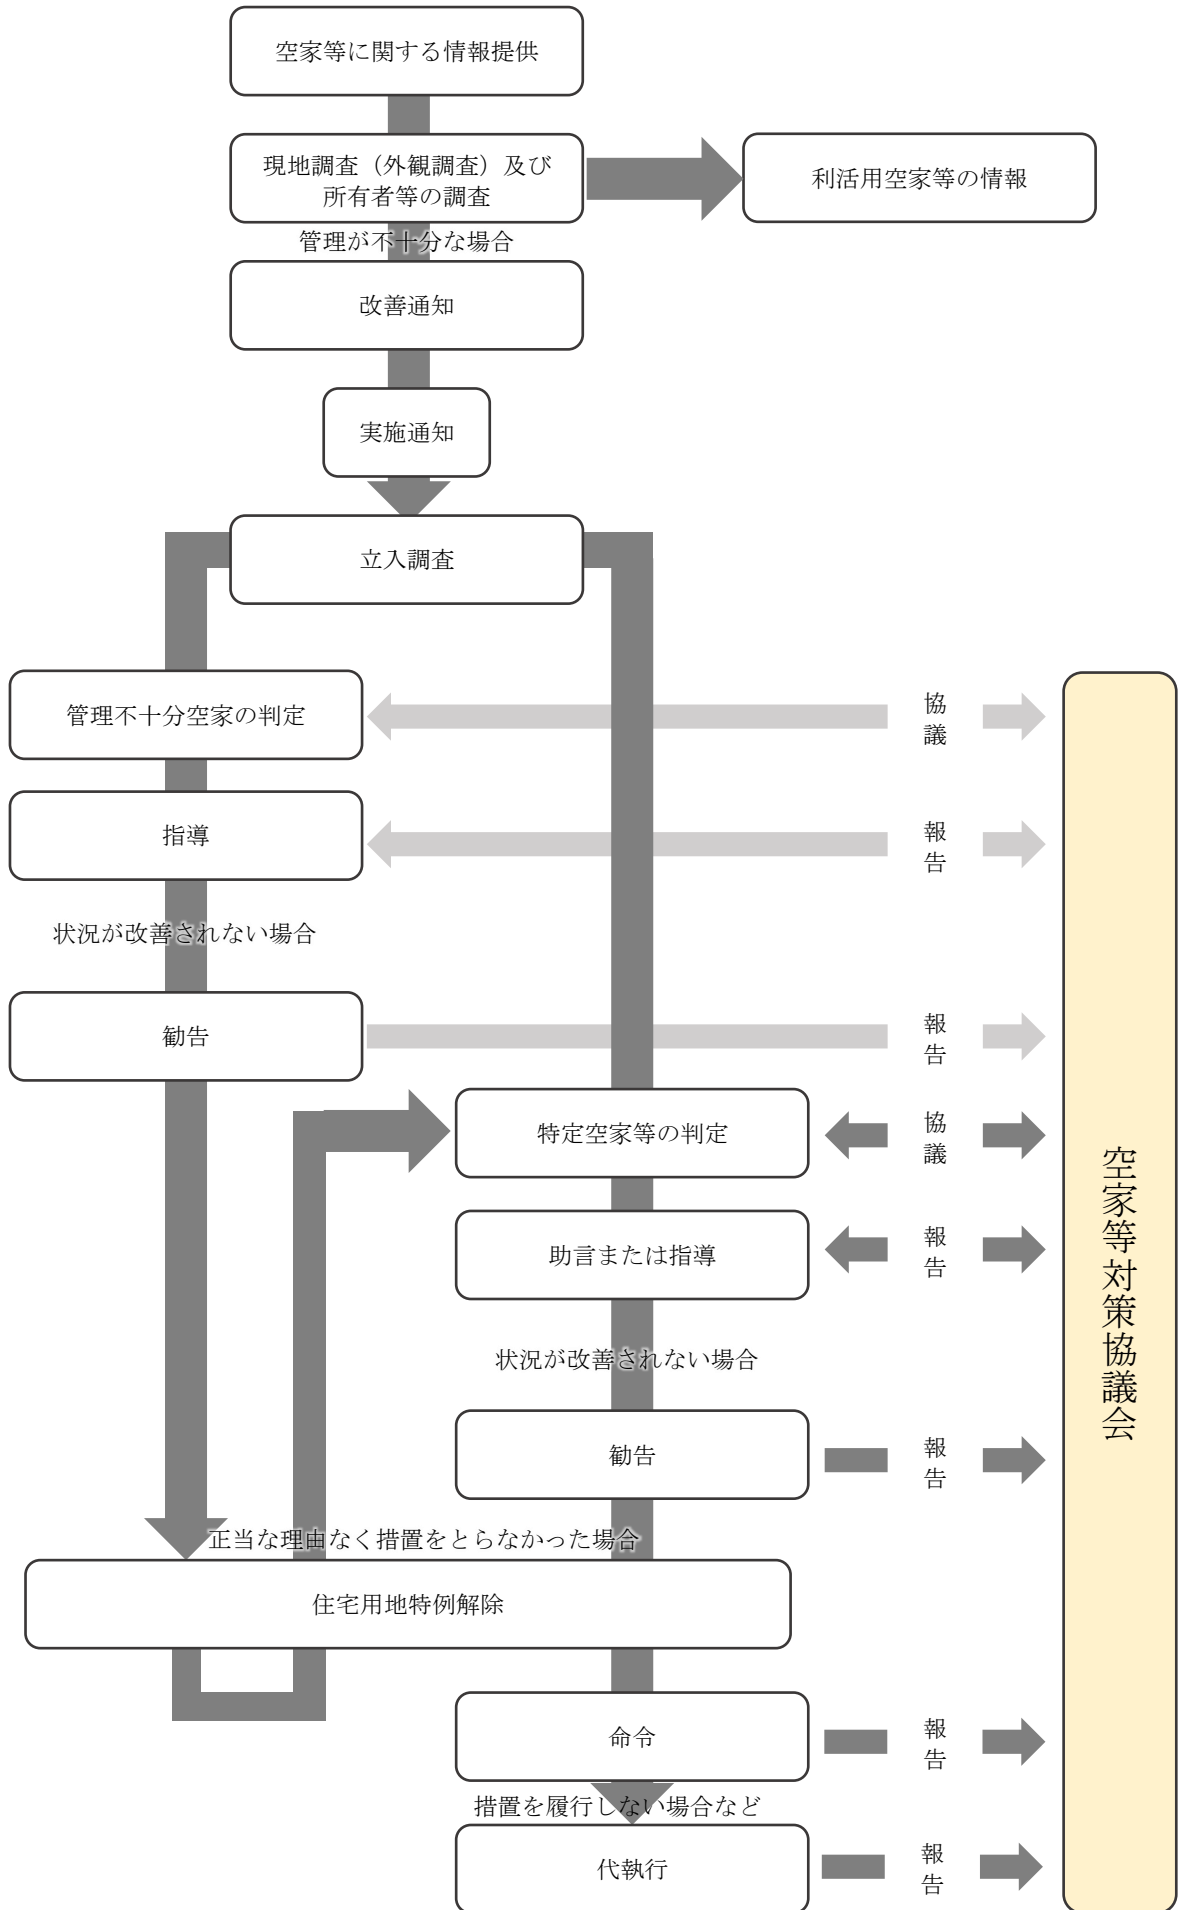 空家等に関する情報提供
現地調査（外観調査）及び
所有者等の調査
利活用空家等の情報
管理が不十分な場合
改善通知
実施通知
立入調査
管理不十分空家の判定
協議
指導
報告
状況が改善されない場合
勧告
報告
特定空家等の判定
協議
助言または指導
報告
状況が改善されない場合
勧告
報告
正当な理由なく措置をとらなかった場合
住宅用地特例解除
命令
報告
措置を履行しない場合など
代執行
報告
空家等対策協議会